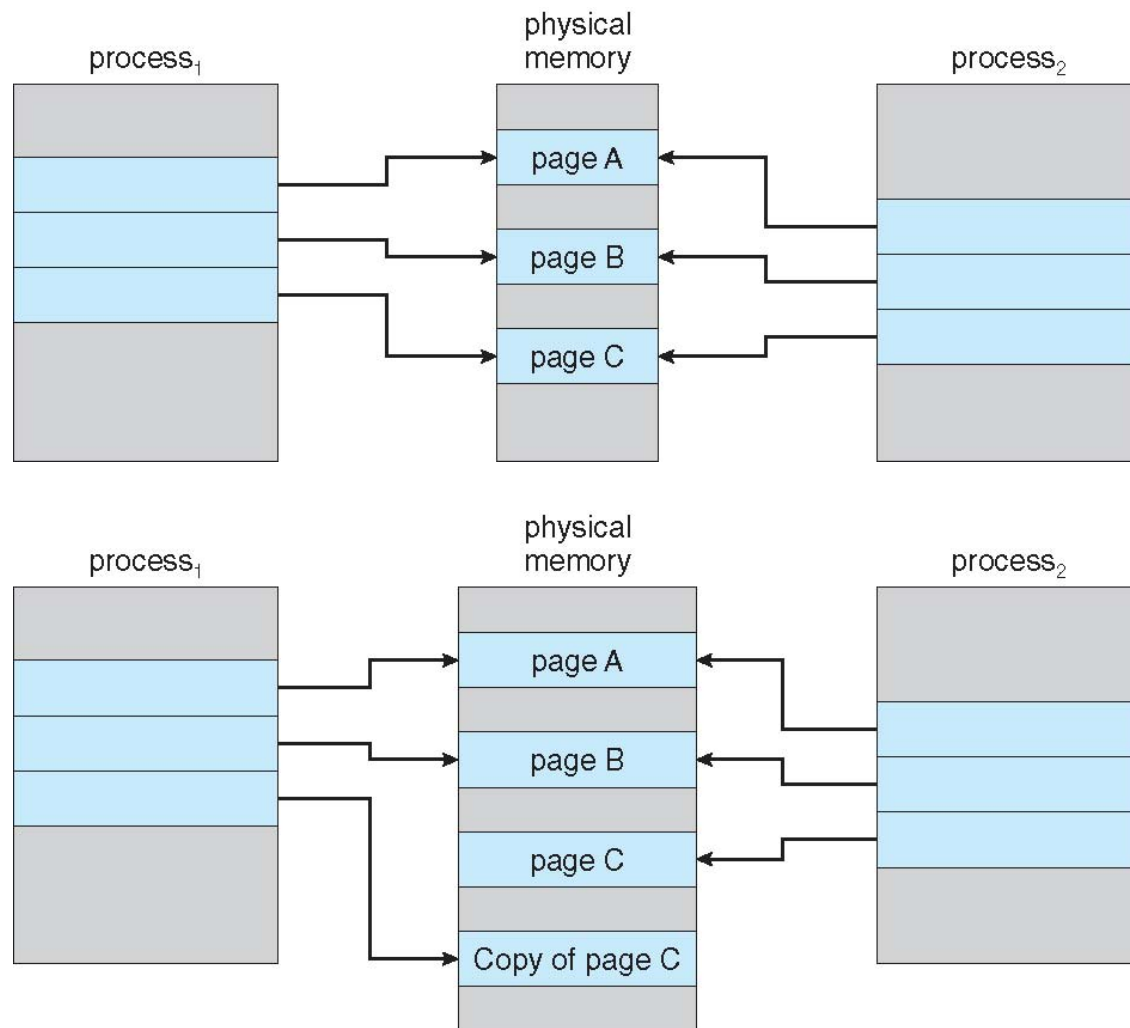 physical
memory
process₁
process₂
page A
page B
page C
physical
memory
process₁
process₂
page A
page B
page C
Copy of page C